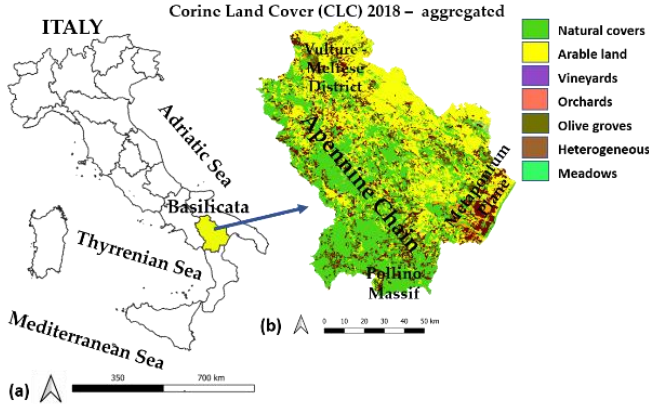 Corine Land Cover (CLC) 2018 – aggregated
ITALY
Adriatic Sea
Basilicata
Thyrrenian Sea
Mediterranean Sea
(a)
350
700 km
Vulture -
Melfese
District
Apennine Chain
Metapontum
Plane
Pollino
Massif
(b)
0 10 20 30 40 50 km
Natural covers
Arable land
Vineyards
Orchards
Olive groves
Heterogeneous
Meadows